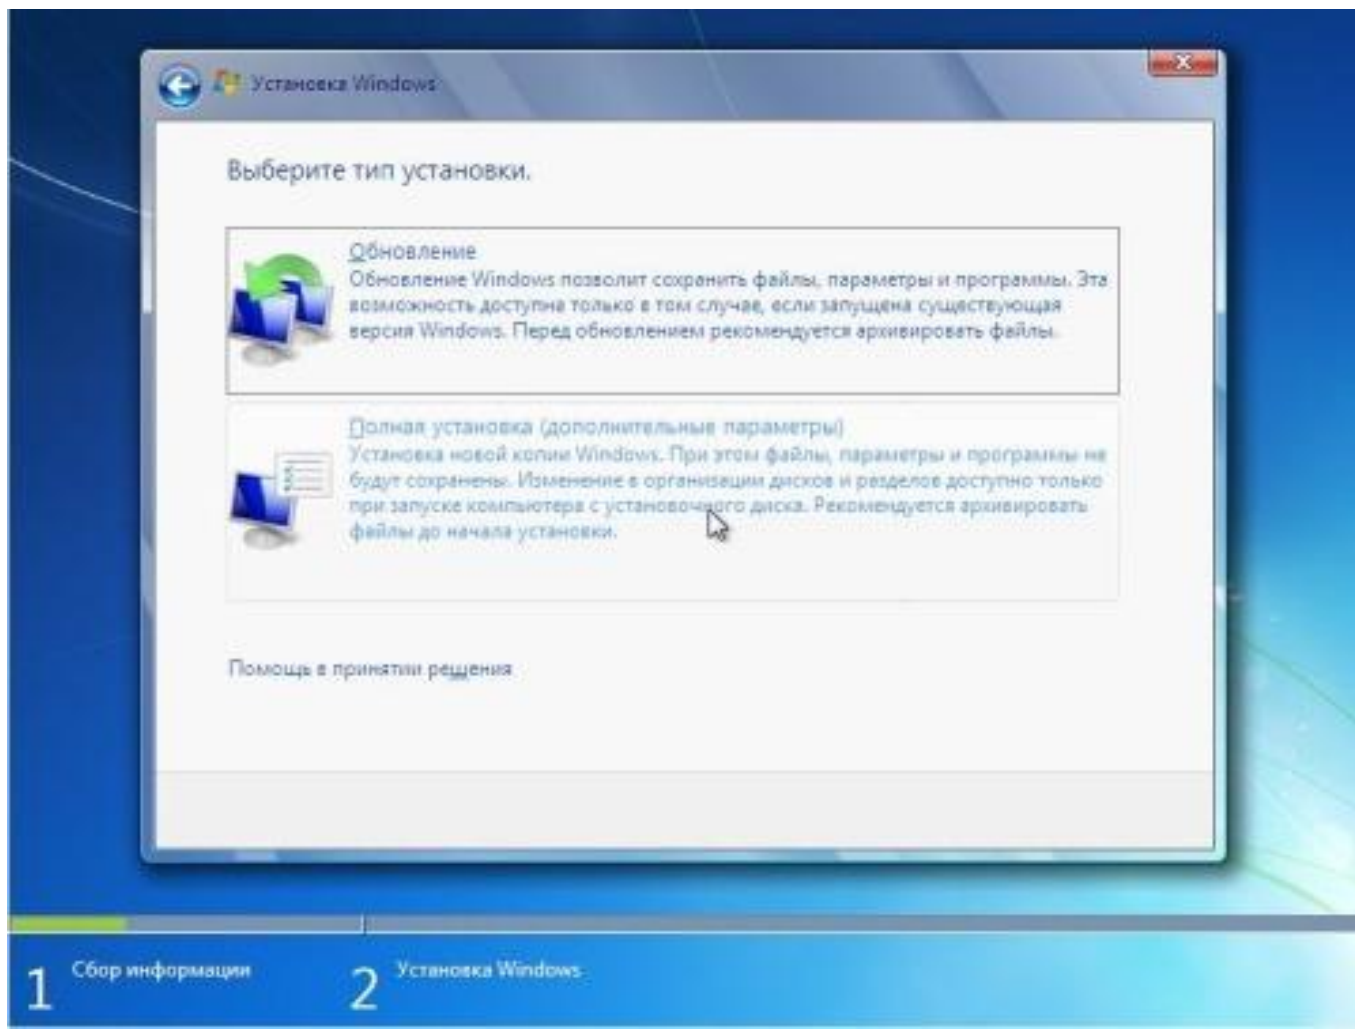 Установка Windows
Выберите тип установки.
Обновление
Обновление Windows позволит сохранить файлы, параметры и программы. Эта
возможность доступна только в том случае, если запущена существующая
версия Windows. Перед обновлением рекомендуется архивировать файлы.
Полная установка (дополнительные параметры)
Установка новой копии Windows. При этом файлы, параметры и программы не
будут сохранены. Изменение в организации дисков и разделов доступно только
при запуске компьютера с установочного диска. Рекомендуется архивировать
файлы до начала установки.
Помощь в принятии решения
1 Сбор информации
2 Установка Windows